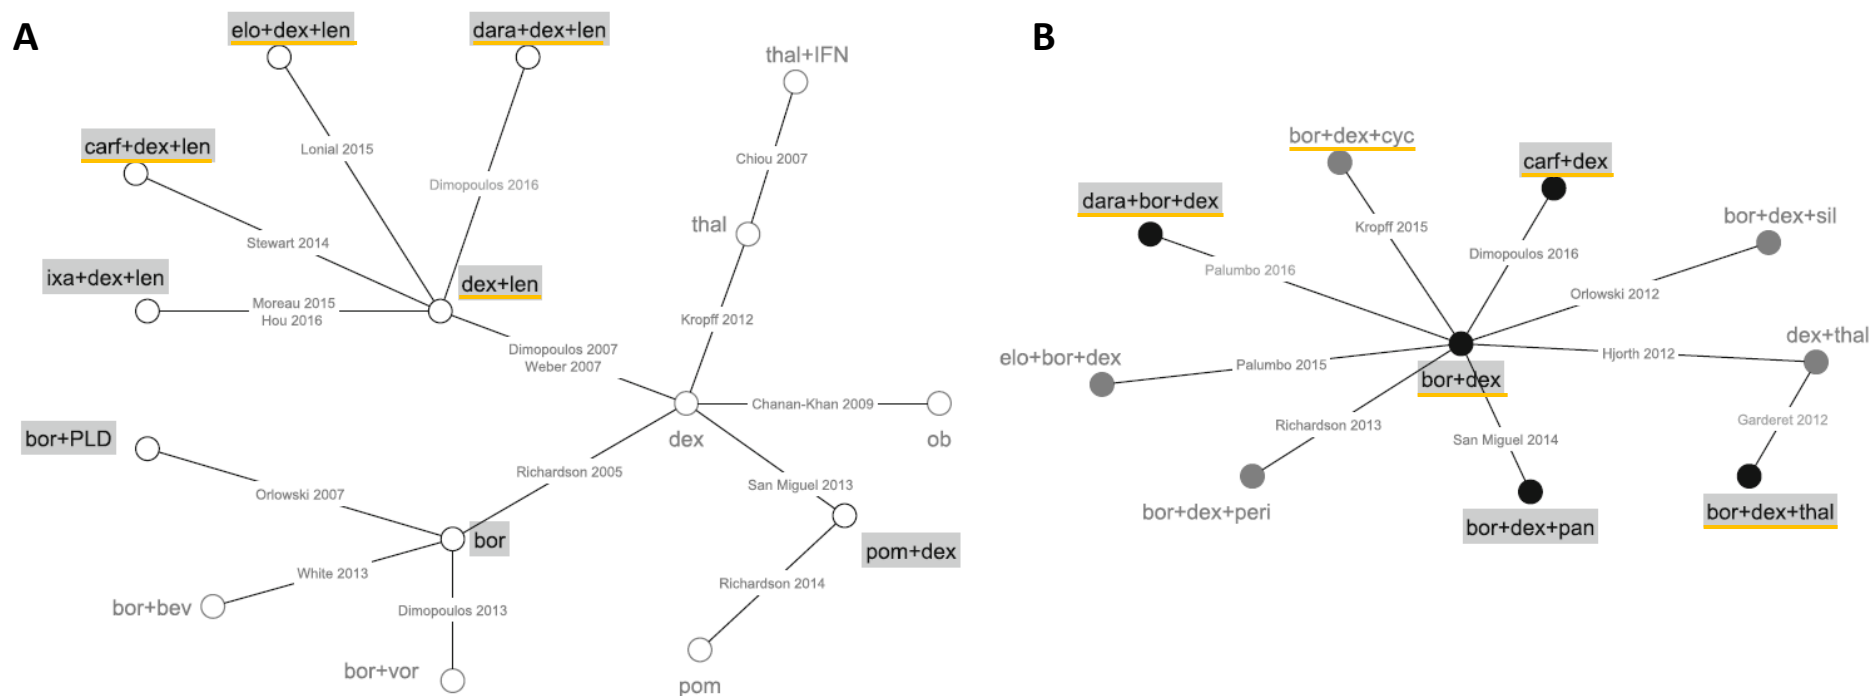 A
elo+dex+len
dara+dex+len
thal+IFN
carf+dex+len
Lonial 2015
Dimopoulos 2016
Chiou 2007
thal
Stewart 2014
ixa+dex+len
dex+len
Moreau 2015
Hou 2016
Kropff 2012
Dimopoulos 2007
Weber 2007
Chanan-Khan 2009
dex
ob
bor+PLD
Richardson 2005
San Miguel 2013
Orlowski 2007
bor
pom+dex
White 2013
Richardson 2014
bor+bev
Dimopoulos 2013
bor+vor
pom
B
bor+dex+cyc
carf+dex
dara+bor+dex
bor+dex+sil
Kropff 2015
Dimopoulos 2016
Palumbo 2016
Orlowski 2012
dex+thal
elo+bor+dex
Palumbo 2015
Hjorth 2012
bor+dex
Richardson 2013
San Miguel 2014
Garderet 2012
bor+dex+peri
bor+dex+pan
bor+dex+thal